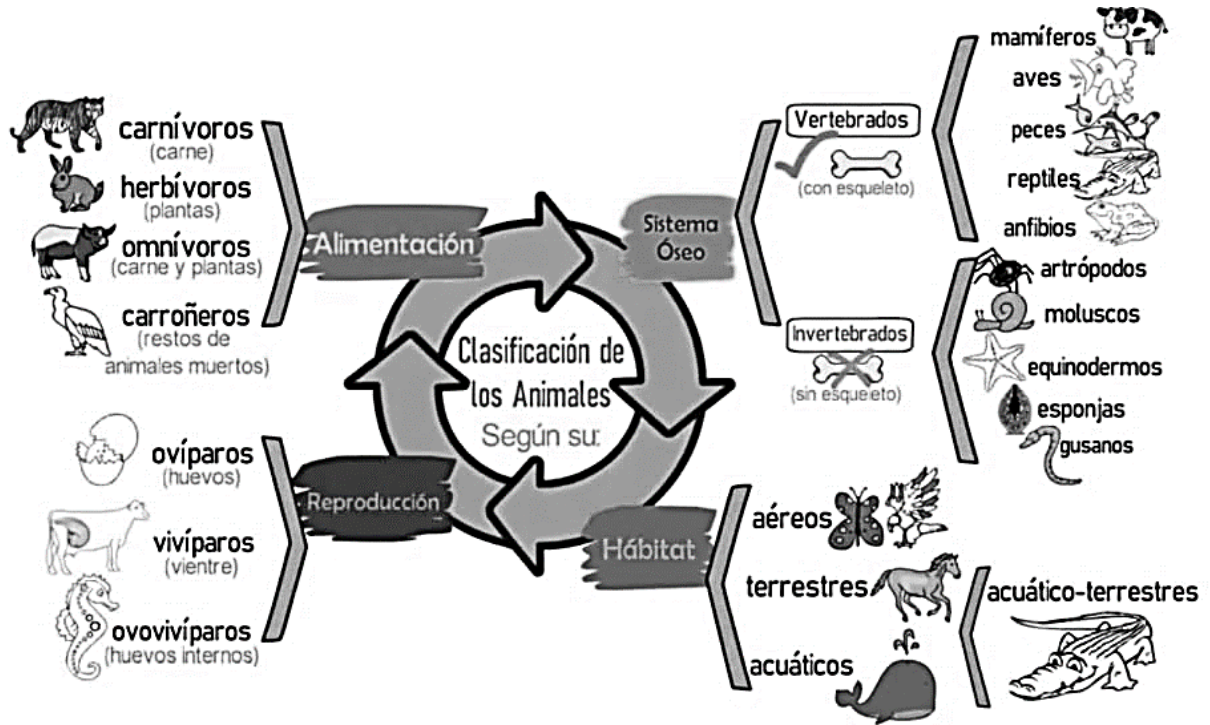 Clasificación de
los Animales
Según su:
Alimentación
carnívoros
(carne)
herbívoros
(plantas)
omnívoros
(carne y plantas)
carroñeros
(restos de
animales muertos)
Sistema
Óseo
Vertebrados
(con esqueleto)
mamíferos
aves
peces
reptiles
anfibios
Invertebrados
(sin esqueleto)
artrópodos
moluscos
equinodermos
esponjas
gusanos
Hábitat
aéreos
terrestres
acuáticos
acuático-terrestres
Reproducción
ovíparos
(huevos)
vivíparos
(vientre)
ovovivíparos
(huevos internos)